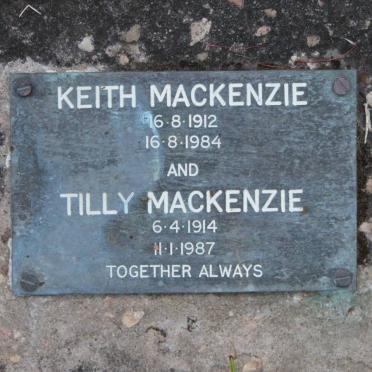 KEITH MACKENZIE
16·8·1912
16·8·1984
AND
TILLY MACKENZIE
6·4·1914
11·1·1987
TOGETHER ALWAYS